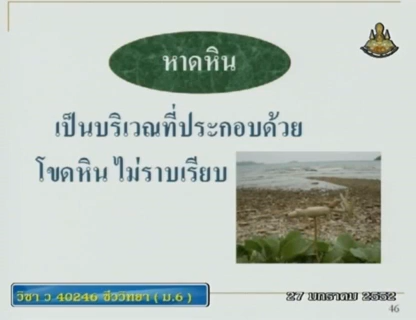 หาดหิน
เป็นบริเวณที่ประกอบด้วย
โขดหิน ไม่ราบเรียบ
วิชา ว 40246 ชีววิทยา ( ม.6 )
27 มกราคม 2552
46